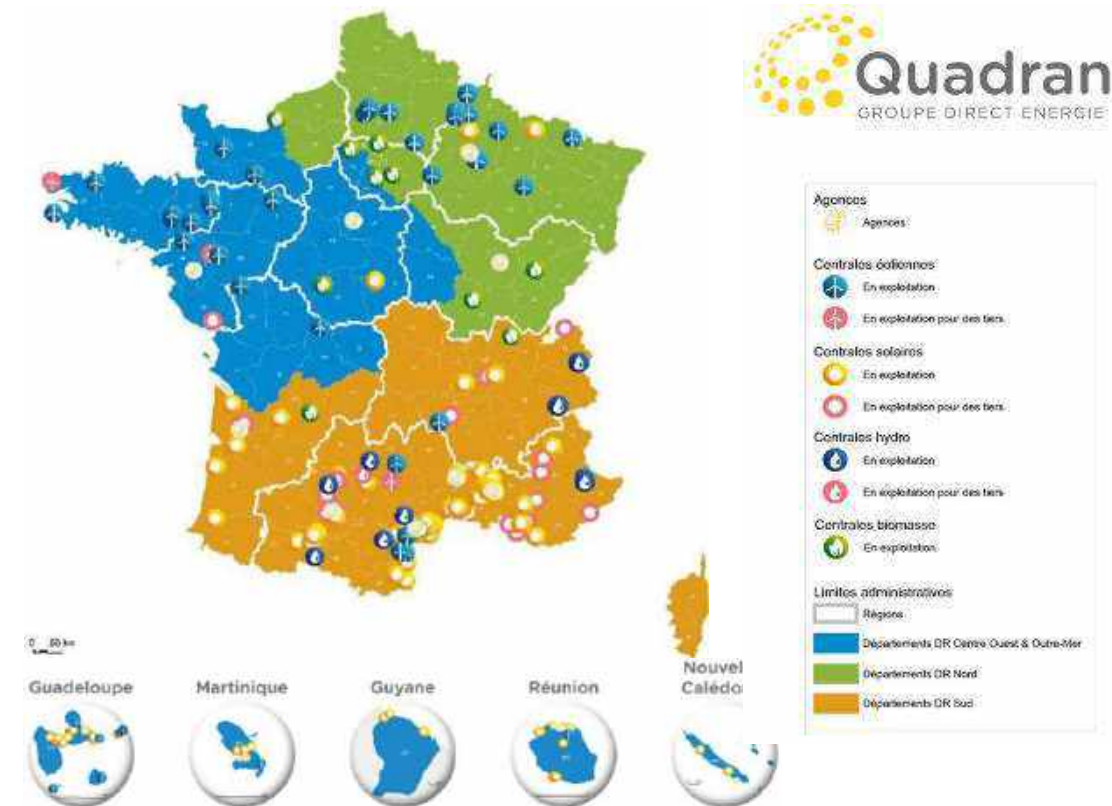 Quadran
GROUPE DIRECT ENERGIE
Agences
Agences
Centrales éoliennes
En exploitation
En exploitation pour des tiers
Centrales solaires
En exploitation
En exploitation pour des tiers
Centrales hydro
En exploitation
En exploitation pour des tiers
Centrales biomasse
En exploitation
Limites administratives
Régions
Départements DR Centre Ouest & Outre-Mer
Départements DR Nord
Départements DR Sud
0 50 km
Guadeloupe
Martinique
Guyane
Réunion
Nouvel
Calédo